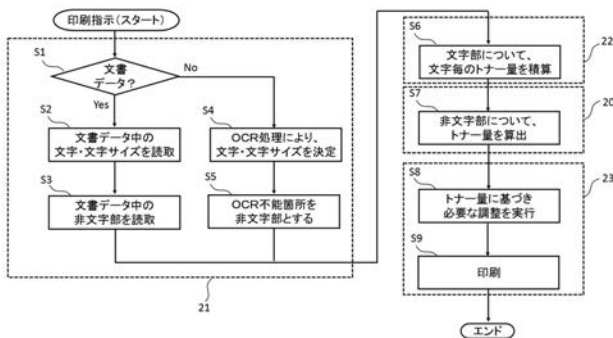 印刷指示(スタート)
S1
文書
データ?
No
Yes
S2
文書データ中の
文字・文字サイズを読取
S3
文書データ中の
非文字部を読取
S4
OCR処理により、
文字・文字サイズを決定
S5
OCR不能箇所を
非文字部とする
21
S6
文字部について、
文字毎のトナー量を積算
22
S7
非文字部について、
トナー量を算出
20
S8
トナー量に基づき
必要な調整を実行
23
S9
印刷
エンド